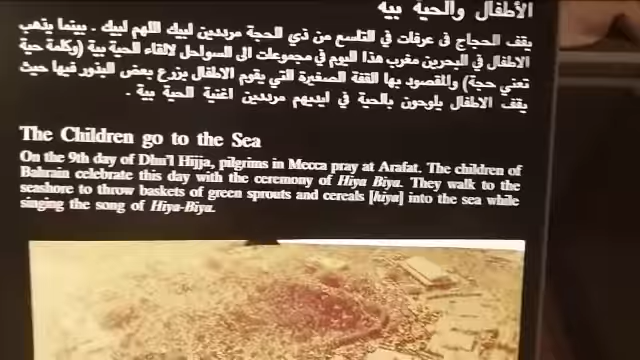 الأطفال والحية بيه
يقف الحجاج في عرفات في التاسع من ذي الحجة مرددين لبيك اللهم لبيك . بينما يذهب
الاطفال في البحرين مغرب هذا اليوم في مجموعات الى السواحل لالقاء الحية بية (وكلمة حية
تعني حجة) والمقصود بها القفة الصغيرة التي يقوم الاطفال بزرع بعض البذور فيها حيث
يقف الاطفال يلوحون بالحية في ايديهم مرددين اغنية الحية بية .
The Children go to the Sea
On the 9th day of Dhu'l Hijja, pilgrims in Mecca pray at Arafat. The children of
Bahrain celebrate this day with the ceremony of Hiya Biya. They walk to the
seashore to throw baskets of green sprouts and cereals [hiya] into the sea while
singing the song of Hiya-Biya.